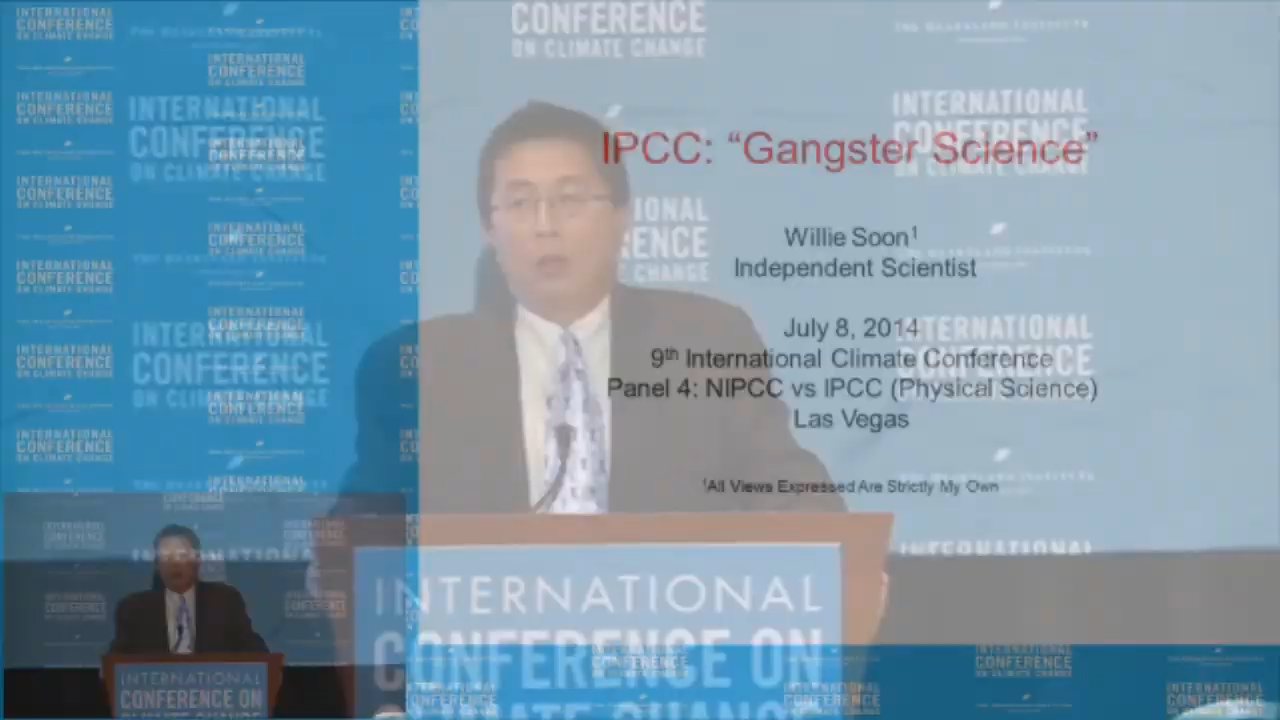 IPCC: “Gangster Science”
Willie Soon¹
Independent Scientist
July 8, 2014
9th International Climate Conference
Panel 4: NIPCC vs IPCC (Physical Science)
Las Vegas
¹All Views Expressed Are Strictly My Own
INTERNATIONAL
CONFERENCE ON
CLIMATE CHANGE
INTERNATIONAL
CONFERENCE ON
CLIMATE CHANGE
INTERNATIONAL
CONFERENCE
ON CLIMATE CHANGE